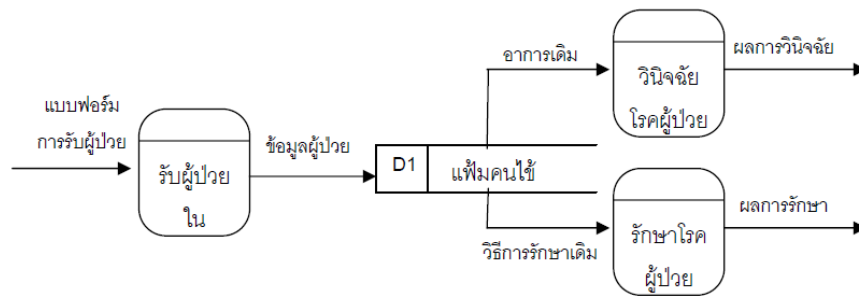 แบบฟอร์ม
การรับผู้ป่วย
รับผู้ป่วย
ใน
ข้อมูลผู้ป่วย
D1
แฟ้มคนไข้
อาการเดิม
วินิจฉัย
โรคผู้ป่วย
ผลการวินิจฉัย
วิธีการรักษาเดิม
รักษาโรค
ผู้ป่วย
ผลการรักษา